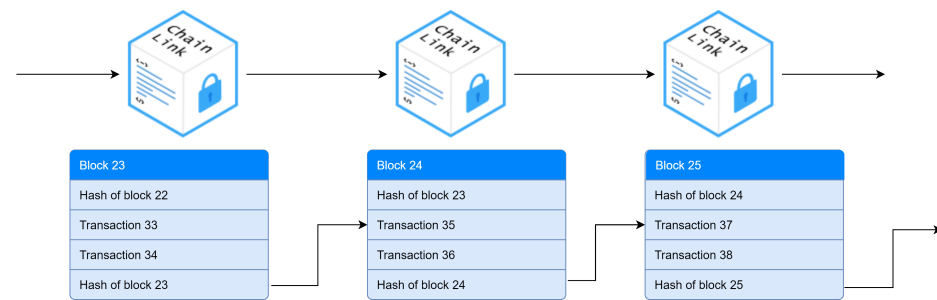 Chain
Link
<~>
</>
Chain
Link
<~>
</>
Chain
Link
<~>
</>
Block 23
Hash of block 22
Transaction 33
Transaction 34
Hash of block 23
Block 24
Hash of block 23
Transaction 35
Transaction 36
Hash of block 24
Block 25
Hash of block 24
Transaction 37
Transaction 38
Hash of block 25